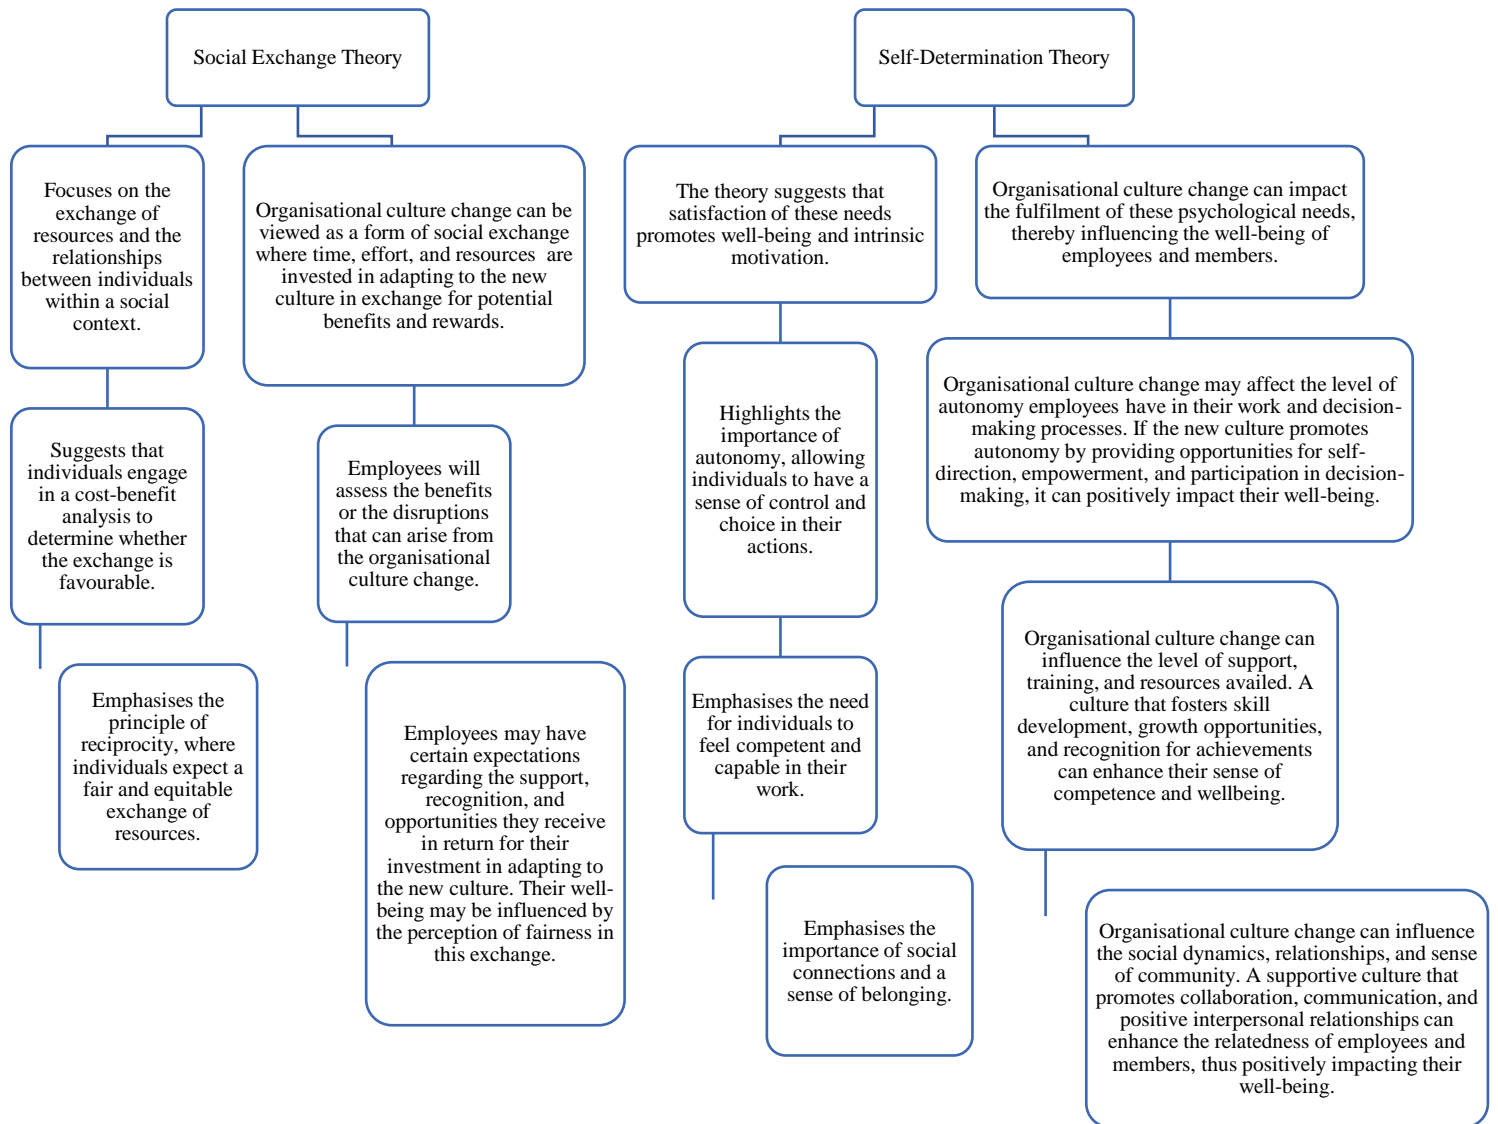 Social Exchange Theory
Focuses on the
exchange of
resources and the
relationships
between individuals
within a social
context.
Suggests that
individuals engage
in a cost-benefit
analysis to
determine whether
the exchange is
favourable.
Emphasises the
principle of
reciprocity, where
individuals expect a
fair and equitable
exchange of
resources.
Organisational culture change can be
viewed as a form of social exchange
where time, effort, and resources are
invested in adapting to the new
culture in exchange for potential
benefits and rewards.
Employees will
assess the benefits
or the disruptions
that can arise from
the organisational
culture change.
Employees may have
certain expectations
regarding the support,
recognition, and
opportunities they receive
in return for their
investment in adapting to
the new culture. Their well-
being may be influenced by
the perception of fairness in
this exchange.
Self-Determination Theory
The theory suggests that
satisfaction of these needs
promotes well-being and intrinsic
motivation.
Highlights the
importance of
autonomy, allowing
individuals to have a
sense of control and
choice in their
actions.
Emphasises the need
for individuals to
feel competent and
capable in their
work.
Emphasises the
importance of social
connections and a
sense of belonging.
Organisational culture change can impact
the fulfilment of these psychological needs,
thereby influencing the well-being of
employees and members.
Organisational culture change may affect the level of
autonomy employees have in their work and decision-
making processes. If the new culture promotes
autonomy by providing opportunities for self-
direction, empowerment, and participation in decision-
making, it can positively impact their well-being.
Organisational culture change can
influence the level of support,
training, and resources availed. A
culture that fosters skill
development, growth opportunities,
and recognition for achievements
can enhance their sense of
competence and wellbeing.
Organisational culture change can influence
the social dynamics, relationships, and sense
of community. A supportive culture that
promotes collaboration, communication, and
positive interpersonal relationships can
enhance the relatedness of employees and
members, thus positively impacting their
well-being.